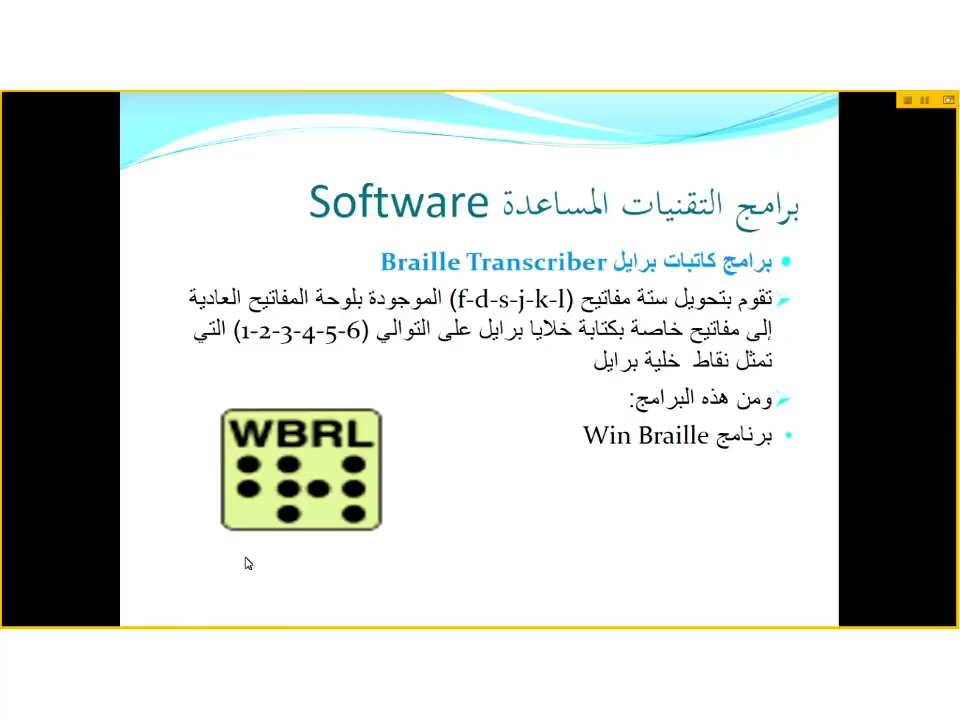 برامج التقنيات المساعدة Software
برامج كاتبات برايل Braille Transcriber
تقوم بتحويل ستة مفاتيح (f-d-s-j-k-l) الموجودة بلوحة المفاتيح العادية
إلى مفاتيح خاصة بكتابة خلايا برايل على التوالي (1-2-3-4-5-6) التي
تمثل نقاط خلية برايل
ومن هذه البرامج:
برنامج Win Braille
WBRL